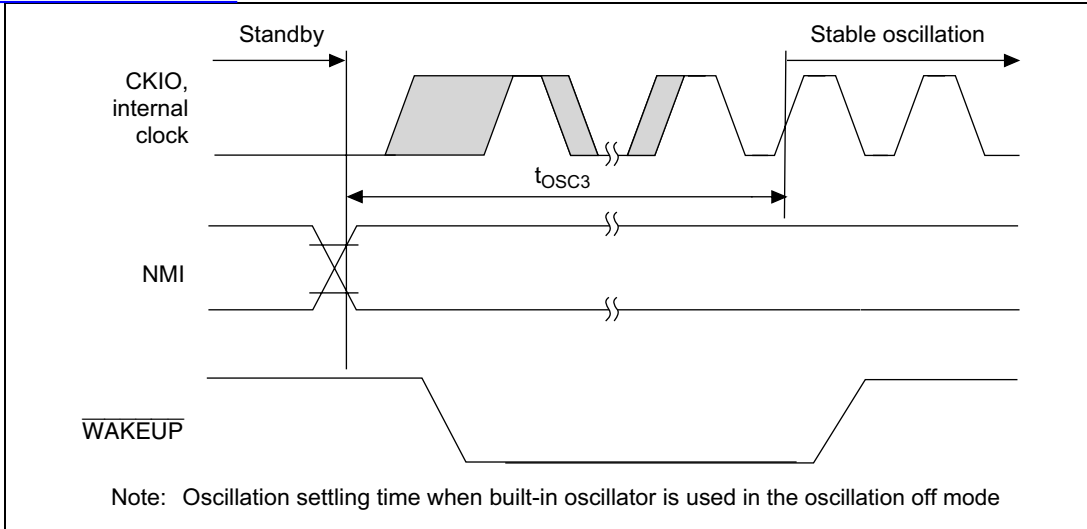 Standby
Stable oscillation
CKIO,
internal
clock
tOSC3
NMI
WAKEUP
Note: Oscillation settling time when built-in oscillator is used in the oscillation off mode